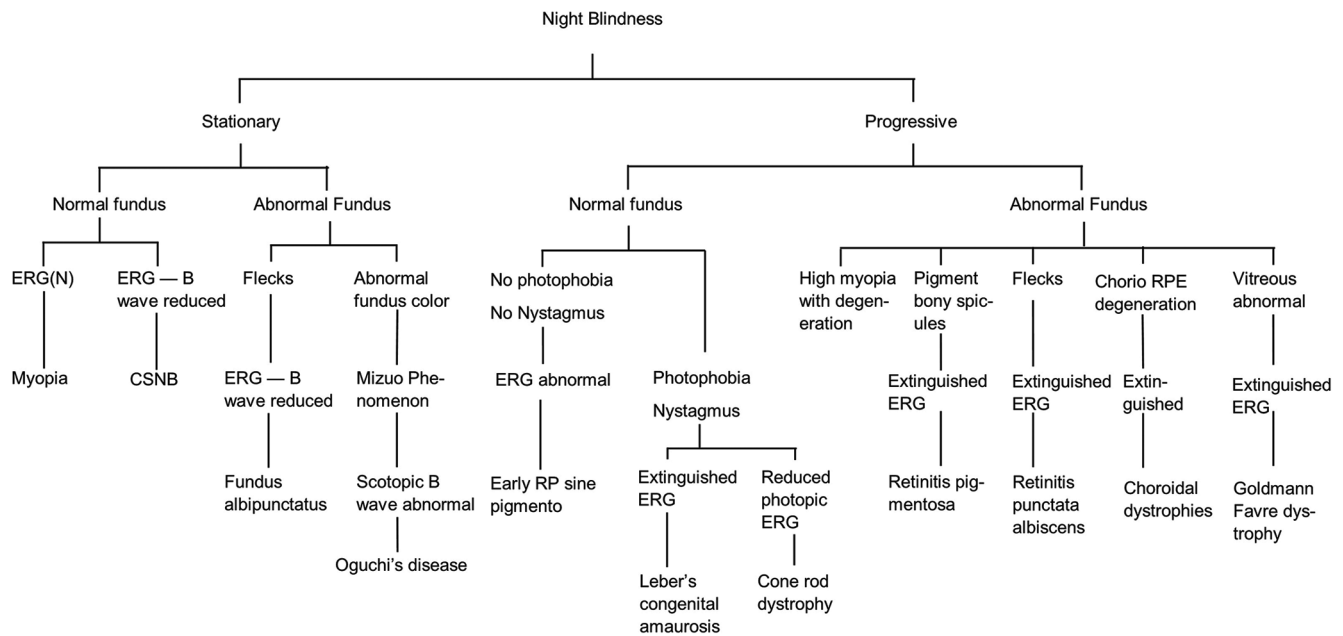 Night Blindness
Stationary
Progressive
Normal fundus
Abnormal Fundus
Normal fundus
Abnormal Fundus
ERG(N)
Myopia
ERG — B
wave reduced
CSNB
Flecks
ERG — B
wave reduced
Fundus
albipunctatus
Abnormal
fundus color
Mizuo Phe-
nomenon
Scotopic B
wave abnormal
Oguchi's disease
No photophobia
No Nystagmus
ERG abnormal
Early RP sine
pigmento
Photophobia
Nystagmus
Extinguished
ERG
Leber's
congenital
amaurosis
Reduced
photopic
ERG
Cone rod
dystrophy
High myopia
with degen-
eration
Pigment
bony spic-
ules
Extinguished
ERG
Retinitis pig-
mentosa
Flecks
Extinguished
ERG
Retinitis
punctata
albiscens
Chorio RPE
degeneration
Extin-
guished
Choroidal
dystrophies
Vitreous
abnormal
Extinguished
ERG
Goldmann
Favre dys-
trophy